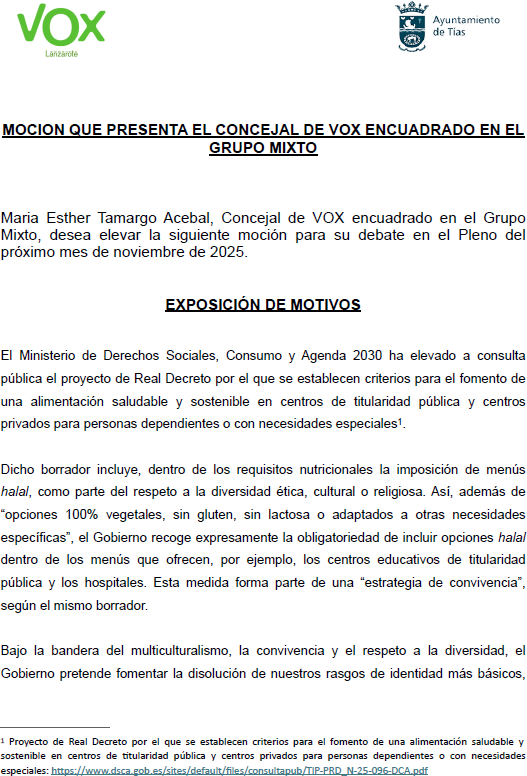 VOX
Lanzarote
Ayuntamiento
de Tías
MOCION QUE PRESENTA EL CONCEJAL DE VOX ENCUADRADO EN EL
GRUPO MIXTO
Maria Esther Tamargo Acebal, Concejal de VOX encuadrado en el Grupo
Mixto, desea elevar la siguiente moción para su debate en el Pleno del
próximo mes de noviembre de 2025.
EXPOSICIÓN DE MOTIVOS
El Ministerio de Derechos Sociales, Consumo y Agenda 2030 ha elevado a consulta
pública el proyecto de Real Decreto por el que se establecen criterios para el fomento de
una alimentación saludable y sostenible en centros de titularidad pública y centros
privados para personas dependientes o con necesidades especiales¹.
Dicho borrador incluye, dentro de los requisitos nutricionales la imposición de menús
halal, como parte del respeto a la diversidad ética, cultural o religiosa. Así, además de
“opciones 100% vegetales, sin gluten, sin lactosa o adaptados a otras necesidades
específicas”, el Gobierno recoge expresamente la obligatoriedad de incluir opciones halal
dentro de los menús que ofrecen, por ejemplo, los centros educativos de titularidad
pública y los hospitales. Esta medida forma parte de una “estrategia de convivencia”,
según el mismo borrador.
Bajo la bandera del multiculturalismo, la convivencia y el respeto a la diversidad, el
Gobierno pretende fomentar la disolución de nuestros rasgos de identidad más básicos,
¹ Proyecto de Real Decreto por el que se establecen criterios para el fomento de una alimentación saludable y
sostenible en centros de titularidad pública y centros privados para personas dependientes o con necesidades
especiales: https://www.dsca.gob.es/sites/default/files/consultapub/TIP-PRD_N-25-096-DCA.pdf